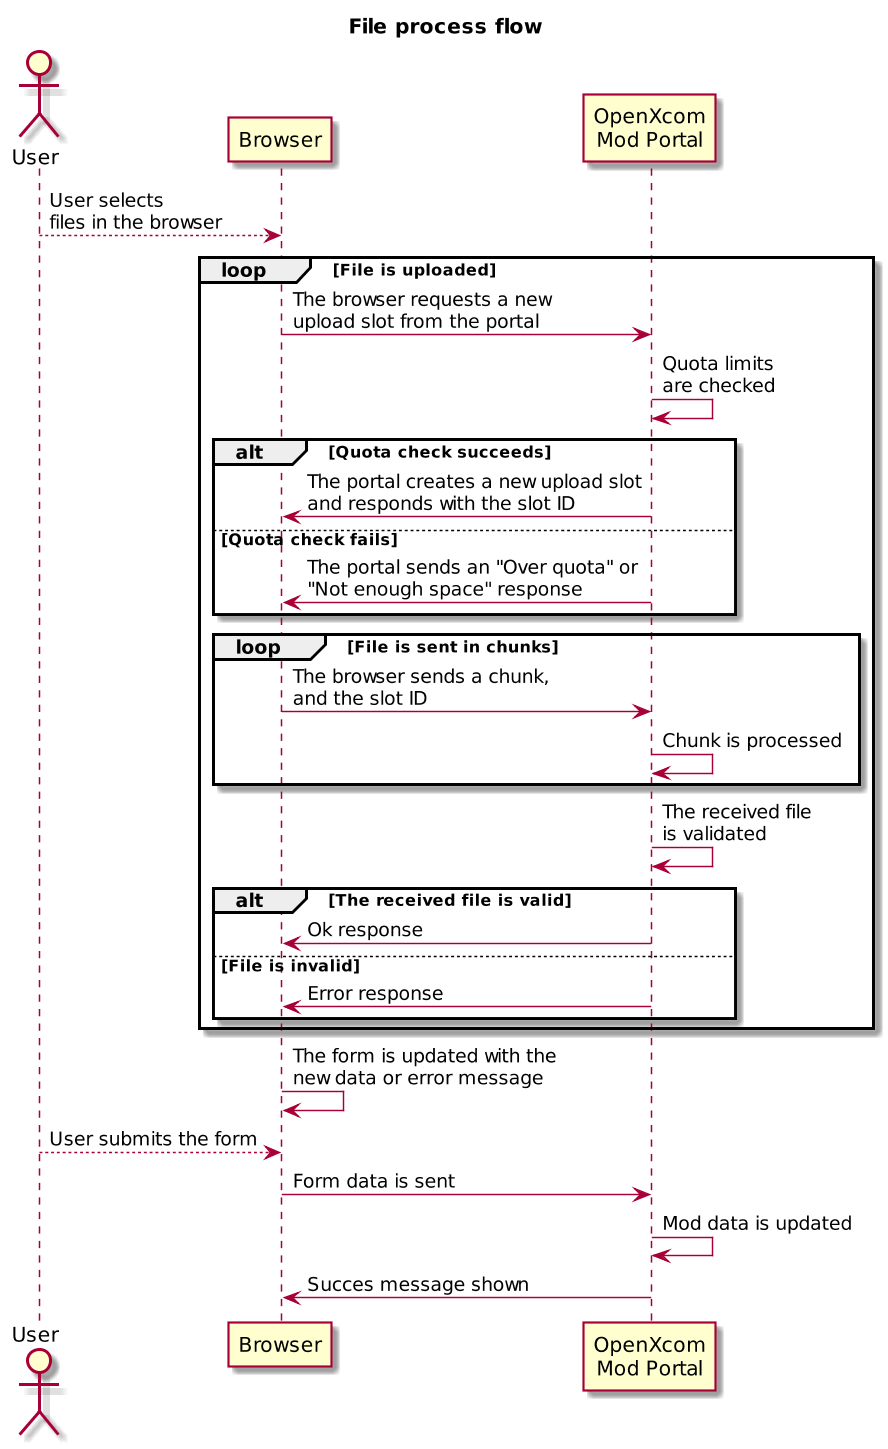 File process flow
User
Browser
OpenXcom
Mod Portal
User selects
files in the browser
loop
[File is uploaded]
The browser requests a new
upload slot from the portal
Quota limits
are checked
alt
[Quota check succeeds]
The portal creates a new upload slot
and responds with the slot ID
[Quota check fails]
The portal sends an "Over quota" or
"Not enough space" response
loop
[File is sent in chunks]
The browser sends a chunk,
and the slot ID
Chunk is processed
The received file
is validated
alt
[The received file is valid]
Ok response
[File is invalid]
Error response
The form is updated with the
new data or error message
User submits the form
Form data is sent
Mod data is updated
Succes message shown
User
Browser
OpenXcom
Mod Portal